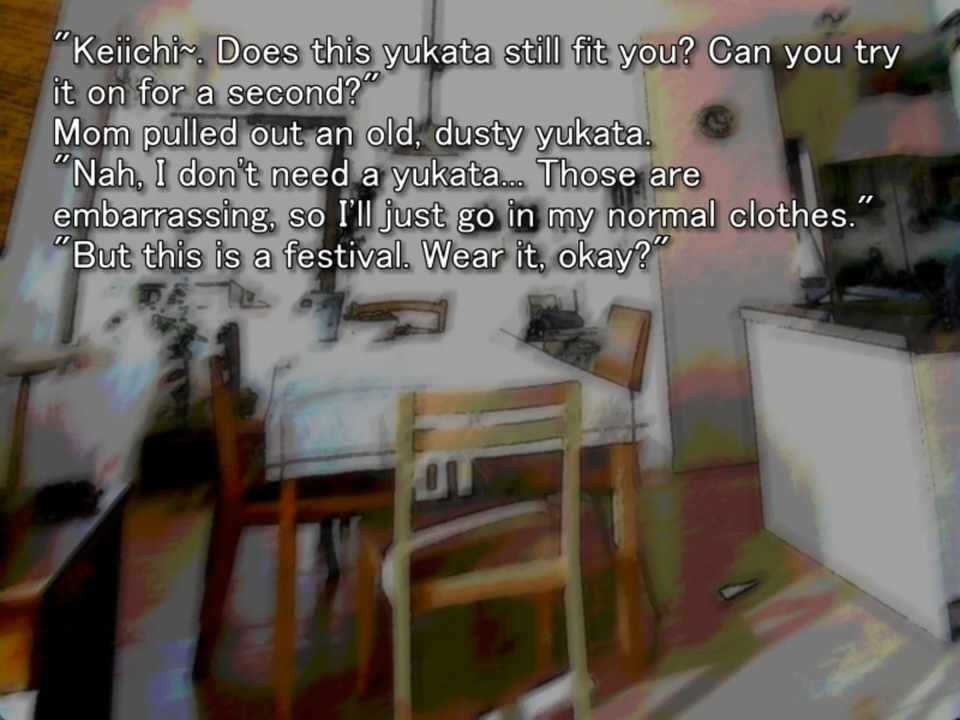 "Keiichi~. Does this yukata still fit you? Can you try
it on for a second?"
Mom pulled out an old, dusty yukata.
"Nah, I don't need a yukata... Those are
embarrassing, so I'll just go in my normal clothes."
"But this is a festival. Wear it, okay?"